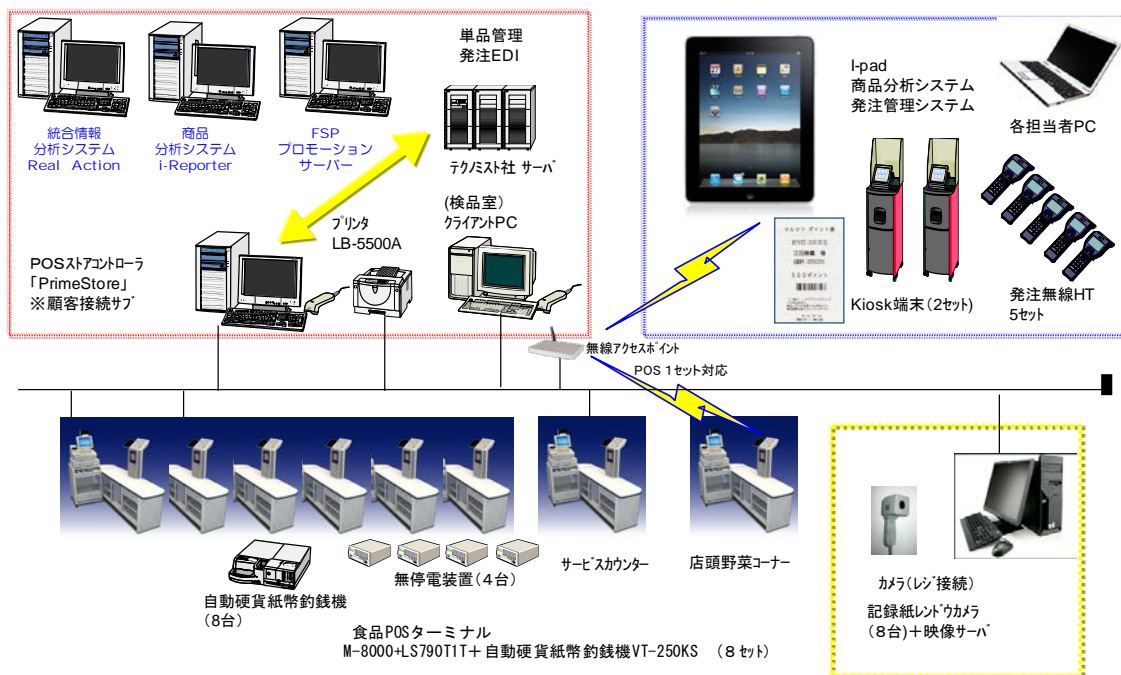 統合情報
分析システム
Real Action
商品
分析システム
i-Reporter
FSP
プロモーション
サーバー
単品管理
発注EDI
テクノミスト社 サーバ
POSストアコントローラ
「PrimeStore」
※顧客接続サブ
プリンタ
LB-5500A
(検品室)
クライアントPC
I-pad
商品分析システム
発注管理システム
各担当者PC
Kiosk端末(2セット)
発注無線HT
5セット
無線アクセスポイント
POS 1セット対応
自動硬貨紙幣釣銭機
(8台)
無停電装置(4台)
サービスカウンター
店頭野菜コーナー
食品POSターミナル
M-8000+LS790T1T+自動硬貨紙幣釣銭機VT-250KS (8セット)
カメラ(レジ接続)
記録紙レンドウカメラ
(8台)+映像サーバ